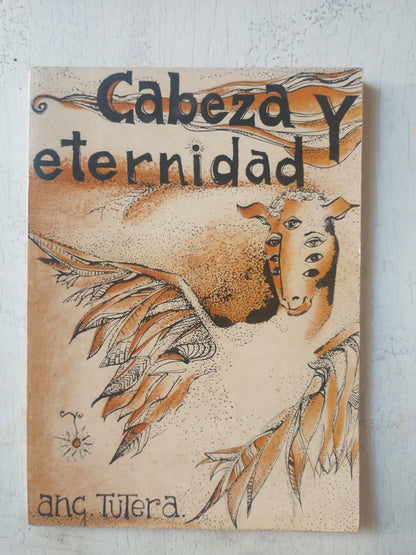 Cabeza Y
eternidad
ang. TUTera.